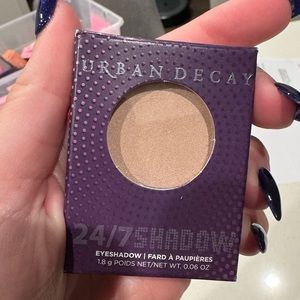 URBAN DECAY
24/7 SHADOW
EYESHADOW | FARD À PAUPIÈRES
1.8 g POIDS NET/NET WT. 0.06 OZ